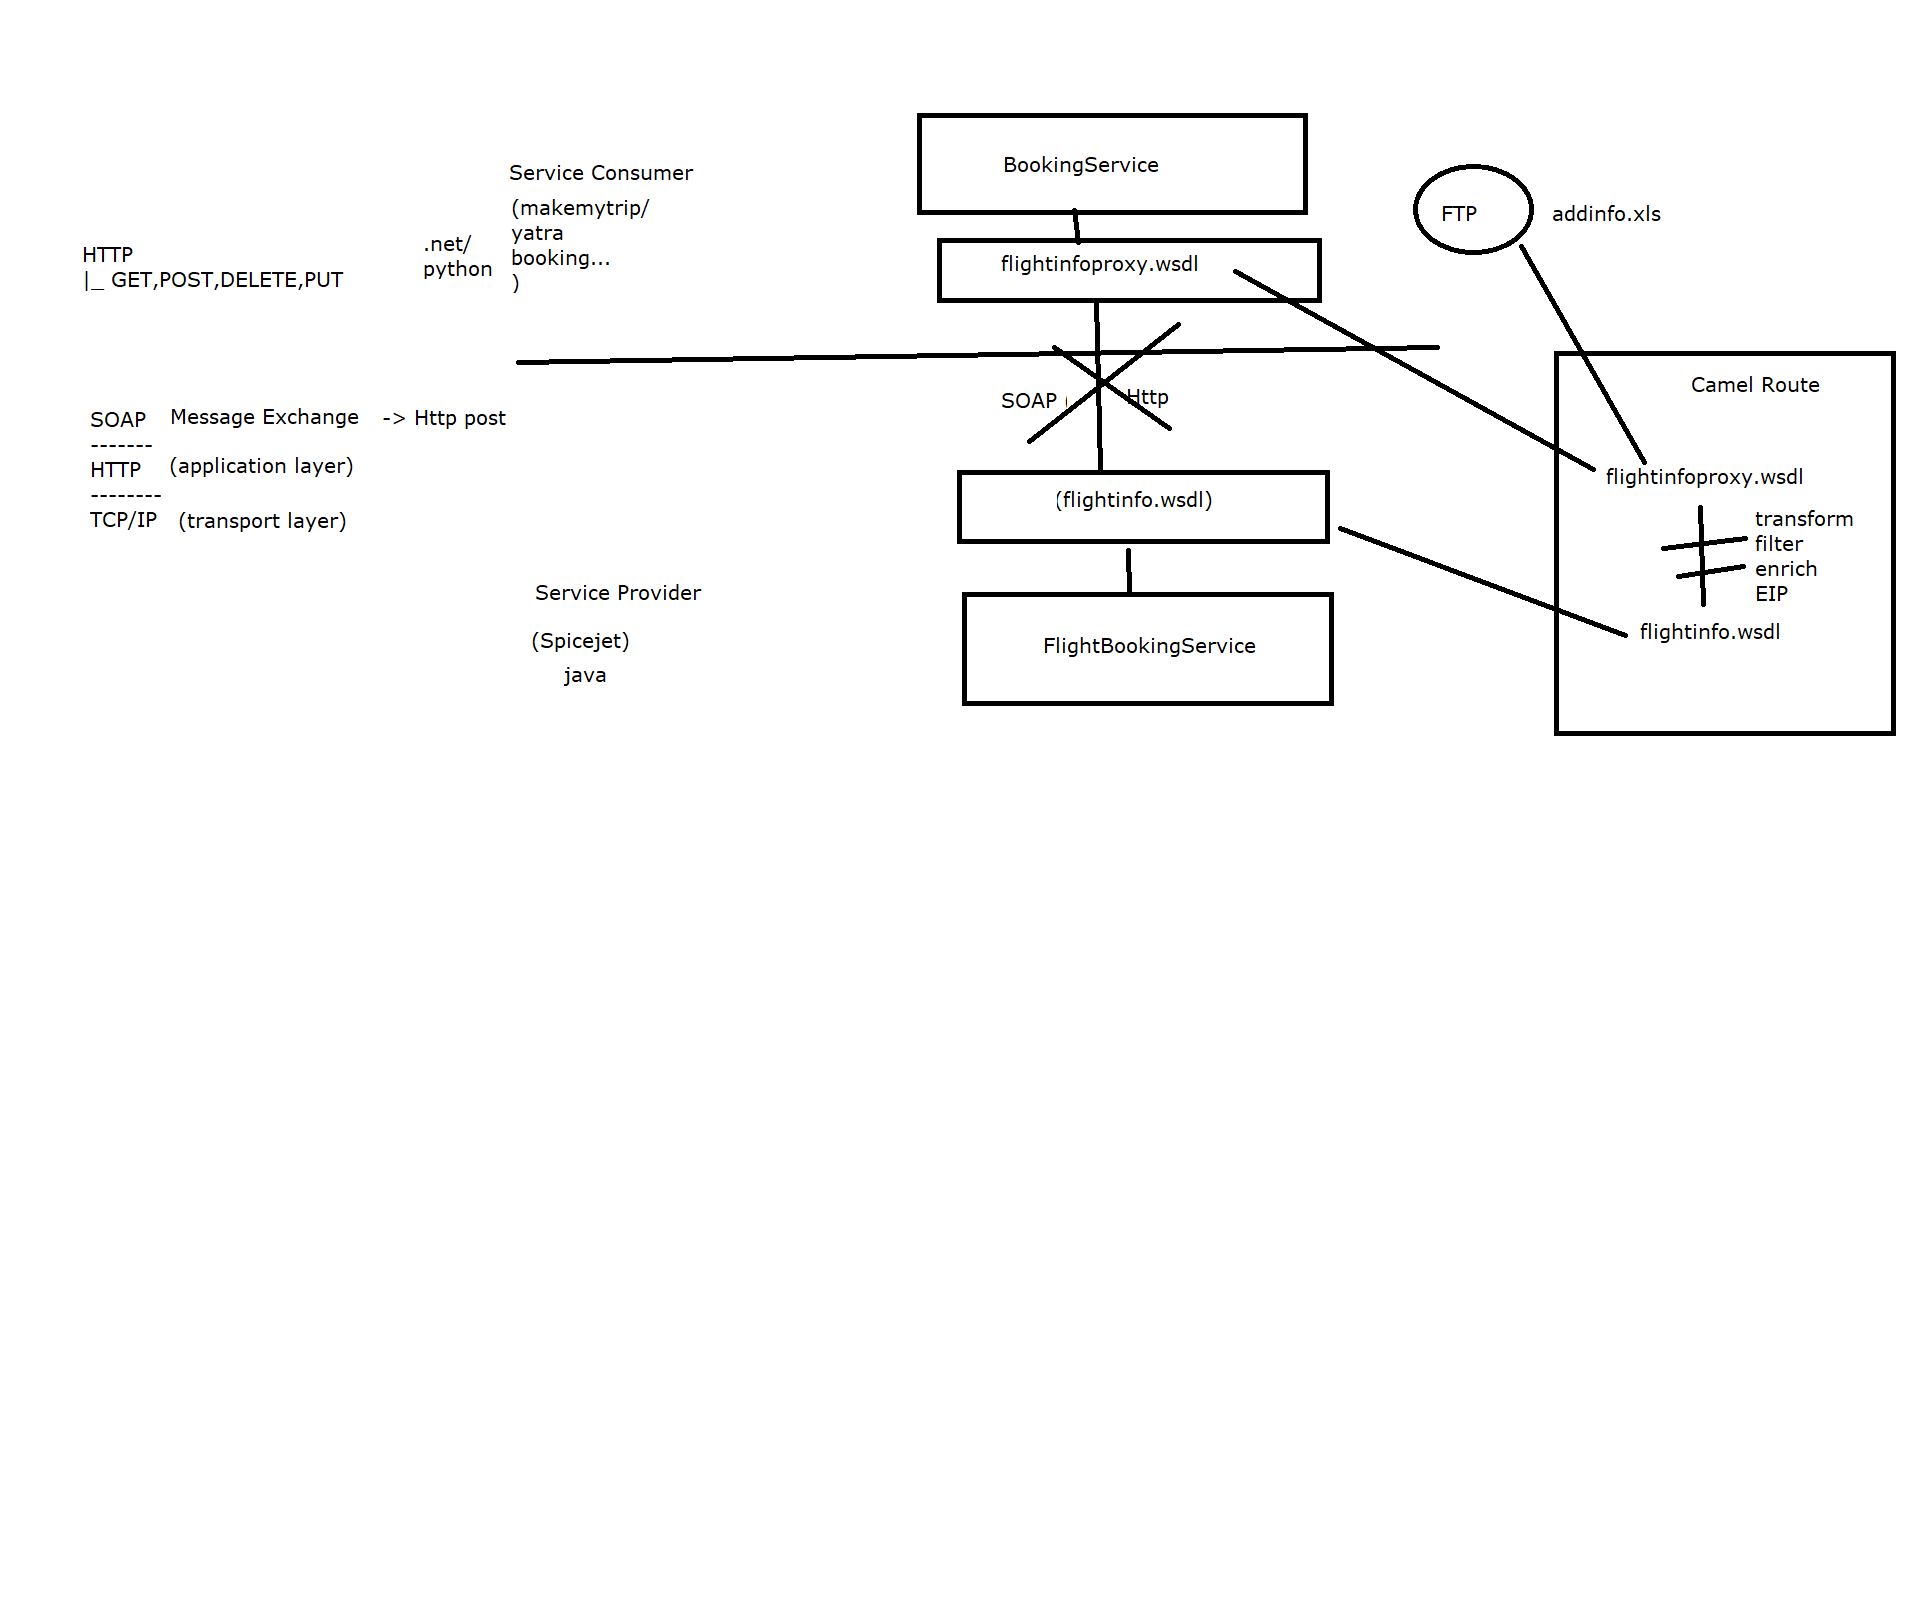 BookingService
Service Consumer
(makemytrip/
yatra
booking...
)
.net/
python
HTTP
|_ GET,POST,DELETE,PUT
flightinfoproxy.wsdl
FTP
addinfo.xls
SOAP ( Http
SOAP Message Exchange -> Http post
-------
HTTP (application layer)
--------
TCP/IP (transport layer)
(flightinfo.wsdl)
Service Provider
(Spicejet)
java
FlightBookingService
Camel Route
flightinfoproxy.wsdl
transform
filter
enrich
EIP
flightinfo.wsdl